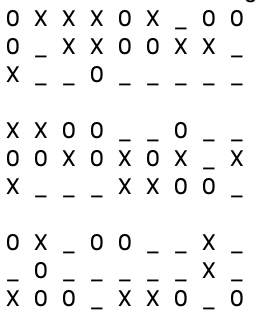 O X X X O X _ O O
O _ X X O O X X _
X _ _ O _ _ _ _ _
X X O O _ _ O _ _
O O X O X O X _ X
X _ _ _ X X O O _
O X _ O O _ _ X _
_ O _ _ _ _ _ X _
X O O _ X X O _ O